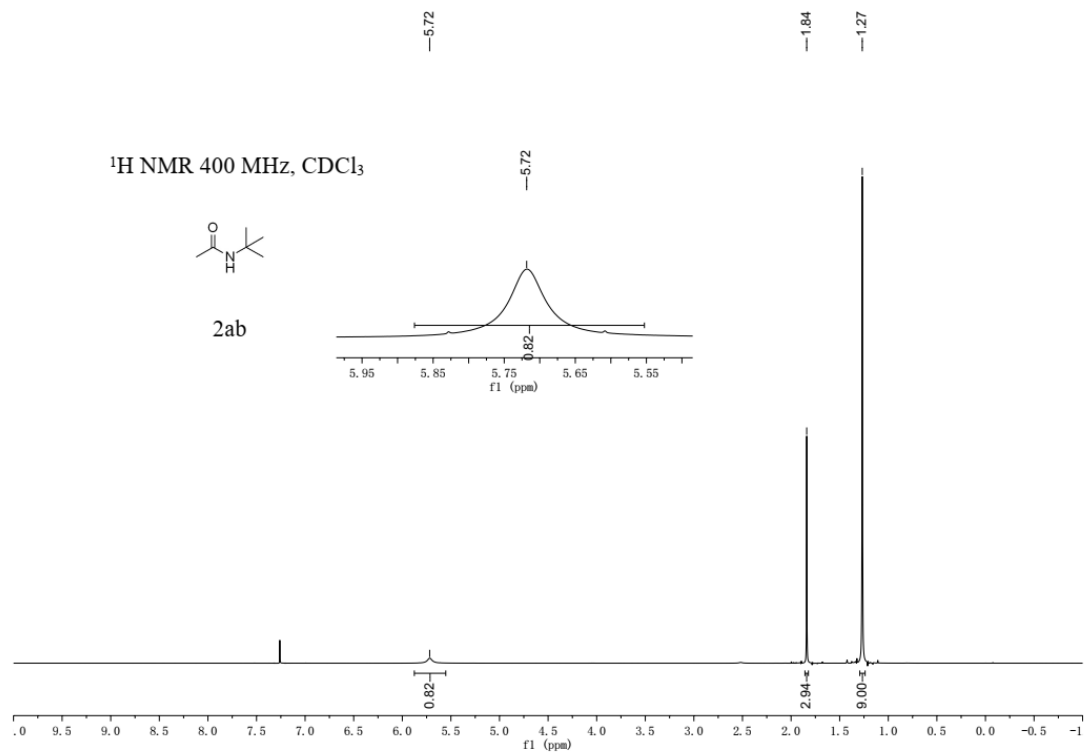 5.72
1.84
1.27
¹H NMR 400 MHz, CDCl₃
5.72
O
N
H
2ab
0.82
5.95 5.85 5.75 5.65 5.55
f1 (ppm)
0.82
2.94
9.00
.0 9.5 9.0 8.5 8.0 7.5 7.0 6.5 6.0 5.5 5.0 4.5 4.0 3.5 3.0 2.5 2.0 1.5 1.0 0.5 0.0 -0.5 -1
f1 (ppm)